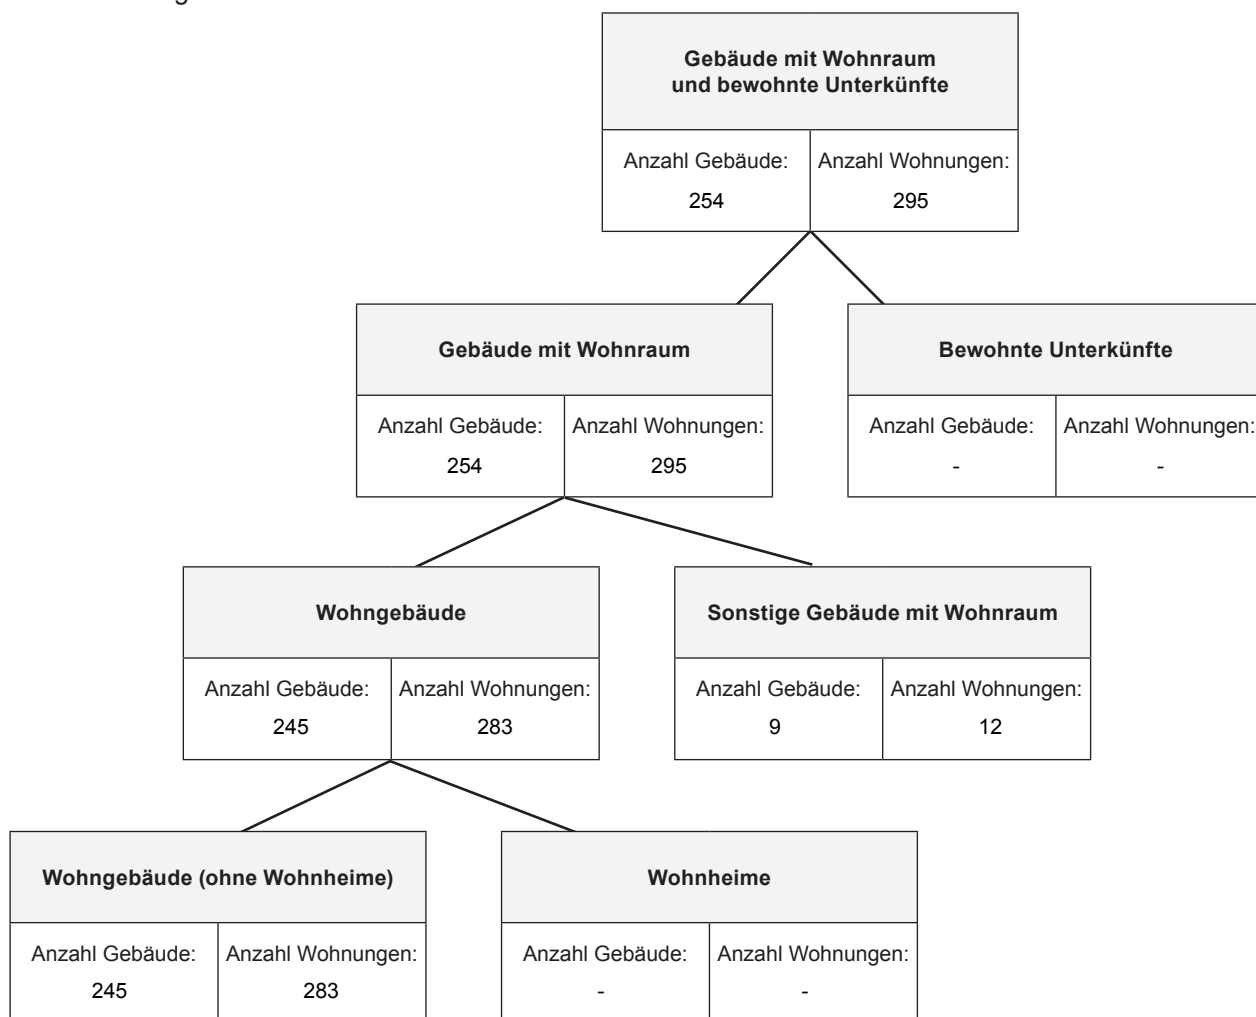 Gebäude mit Wohnraum
und bewohnte Unterkünfte
Anzahl Gebäude: Anzahl Wohnungen:
254 295
Gebäude mit Wohnraum
Bewohnte Unterkünfte
Anzahl Gebäude: Anzahl Wohnungen:
254 295
Anzahl Gebäude: Anzahl Wohnungen:
- -
Wohngebäude
Sonstige Gebäude mit Wohnraum
Anzahl Gebäude: Anzahl Wohnungen:
245 283
Anzahl Gebäude: Anzahl Wohnungen:
9 12
Wohngebäude (ohne Wohnheime)
Wohnheime
Anzahl Gebäude: Anzahl Wohnungen:
245 283
Anzahl Gebäude: Anzahl Wohnungen:
- -